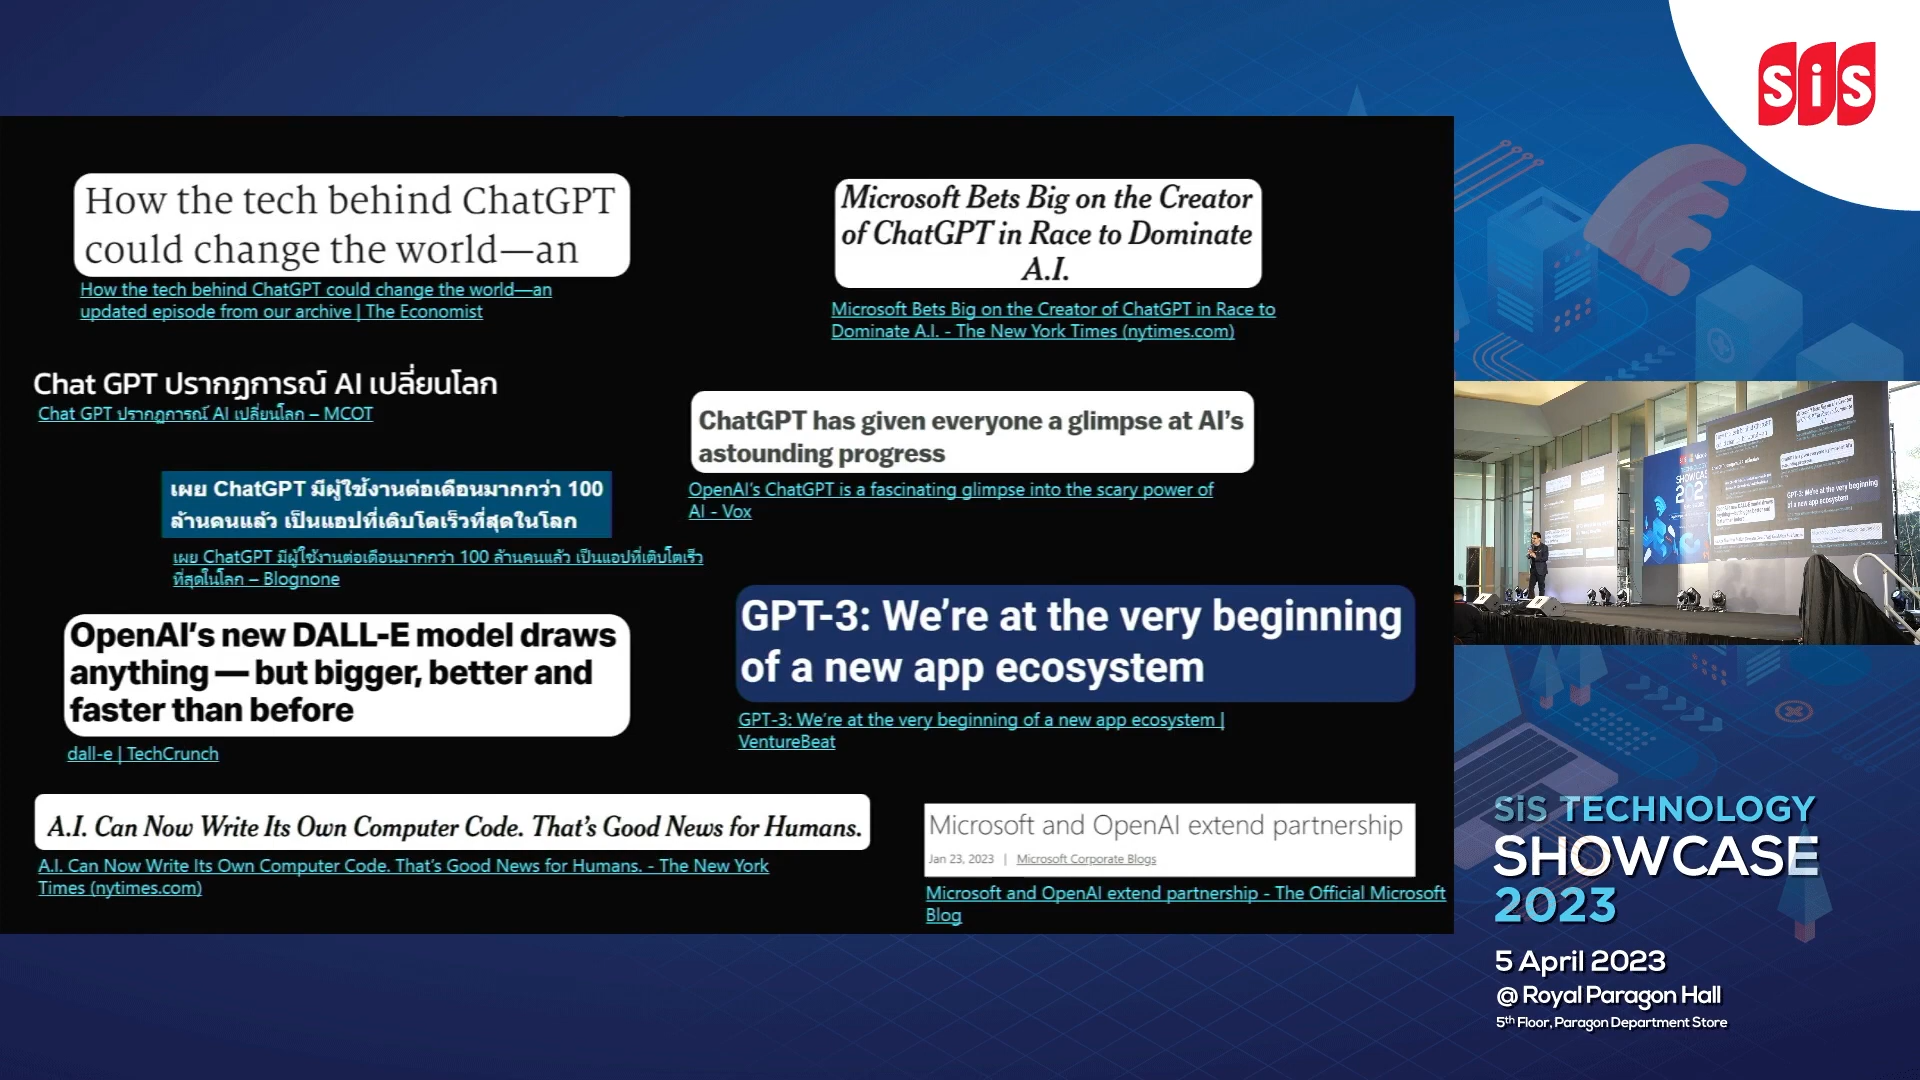 sis
How the tech behind ChatGPT
could change the world—an
How the tech behind ChatGPT could change the world—an
updated episode from our archive | The Economist
Microsoft Bets Big on the Creator
of ChatGPT in Race to Dominate
A.I.
Microsoft Bets Big on the Creator of ChatGPT in Race to
Dominate A.I. - The New York Times (nytimes.com)
Chat GPT ปรากฏการณ์ AI เปลี่ยนโลก
Chat GPT ปรากฏการณ์ AI เปลี่ยนโลก – MCOT
ChatGPT has given everyone a glimpse at AI's
astounding progress
OpenAI's ChatGPT is a fascinating glimpse into the scary power of
AI - Vox
เผย ChatGPT มีผู้ใช้งานต่อเดือนมากกว่า 100
ล้านคนแล้ว เป็นแอปที่เติบโตเร็วที่สุดในโลก
เผย ChatGPT มีผู้ใช้งานต่อเดือนมากกว่า 100 ล้านคนแล้ว เป็นแอปที่เติบโตเร็ว
ที่สุดในโลก – Blognone
OpenAI's new DALL-E model draws
anything — but bigger, better and
faster than before
dall-e | TechCrunch
GPT-3: We're at the very beginning
of a new app ecosystem
GPT-3: We're at the very beginning of a new app ecosystem |
VentureBeat
A.I. Can Now Write Its Own Computer Code. That's Good News for Humans.
A.I. Can Now Write Its Own Computer Code. That's Good News for Humans. - The New York
Times (nytimes.com)
Microsoft and OpenAI extend partnership
Jan 23, 2023 | Microsoft Corporate Blogs
Microsoft and OpenAI extend partnership - The Official Microsoft
Blog
GPT-3: We're at the very beginning
of a new app ecosystem
SiS TECHNOLOGY
SHOWCASE
2023
5 April 2023
@ Royal Paragon Hall
5th Floor, Paragon Department Store